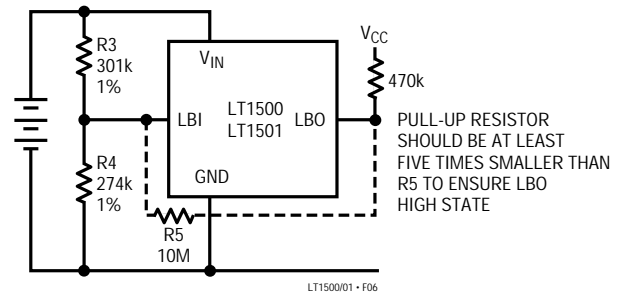 R3
301k
1%
V_IN
V_CC
470k
LBI
LT1500
LT1501
LBO
PULL-UP RESISTOR
SHOULD BE AT LEAST
FIVE TIMES SMALLER THAN
R5 TO ENSURE LBO
HIGH STATE
R4
274k
1%
GND
R5
10M
LT1500/01 • F06